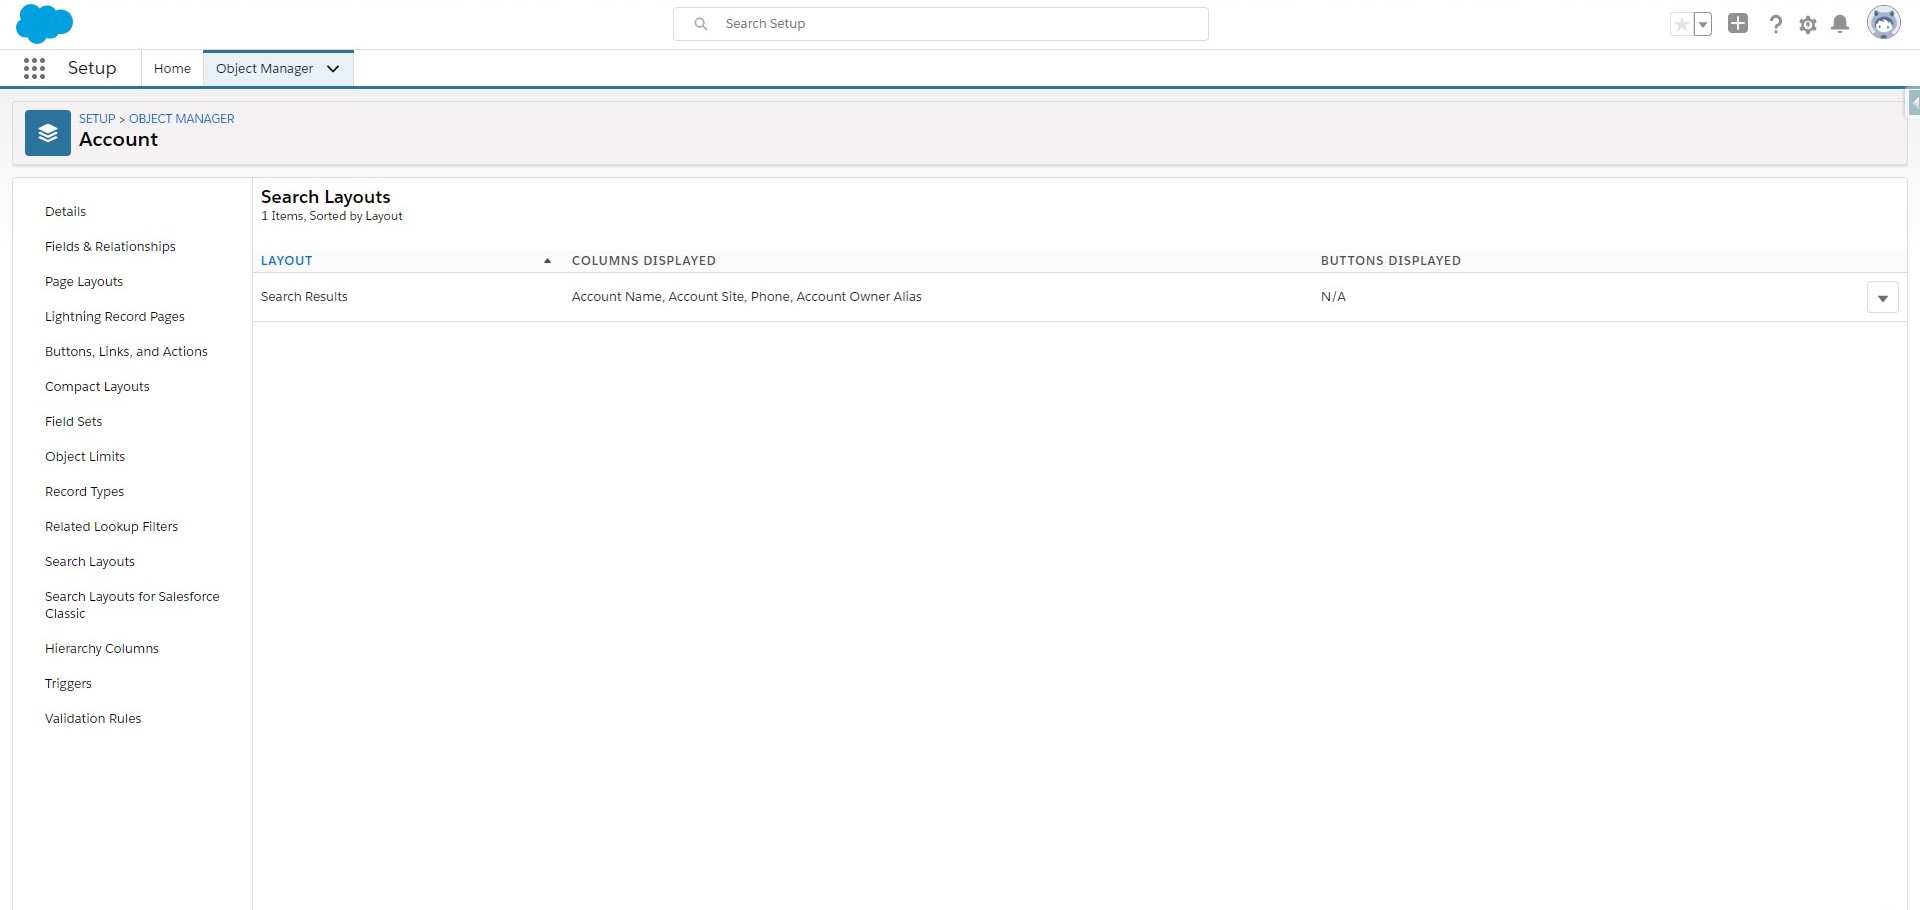 Search Setup
Setup
Home
Object Manager
SETUP > OBJECT MANAGER
Account
Details
Fields & Relationships
Page Layouts
Lightning Record Pages
Buttons, Links, and Actions
Compact Layouts
Field Sets
Object Limits
Record Types
Related Lookup Filters
Search Layouts
Search Layouts for Salesforce
Classic
Hierarchy Columns
Triggers
Validation Rules
Search Layouts
1 Items, Sorted by Layout
LAYOUT COLUMNS DISPLAYED BUTTONS DISPLAYED
Search Results Account Name, Account Site, Phone, Account Owner Alias N/A